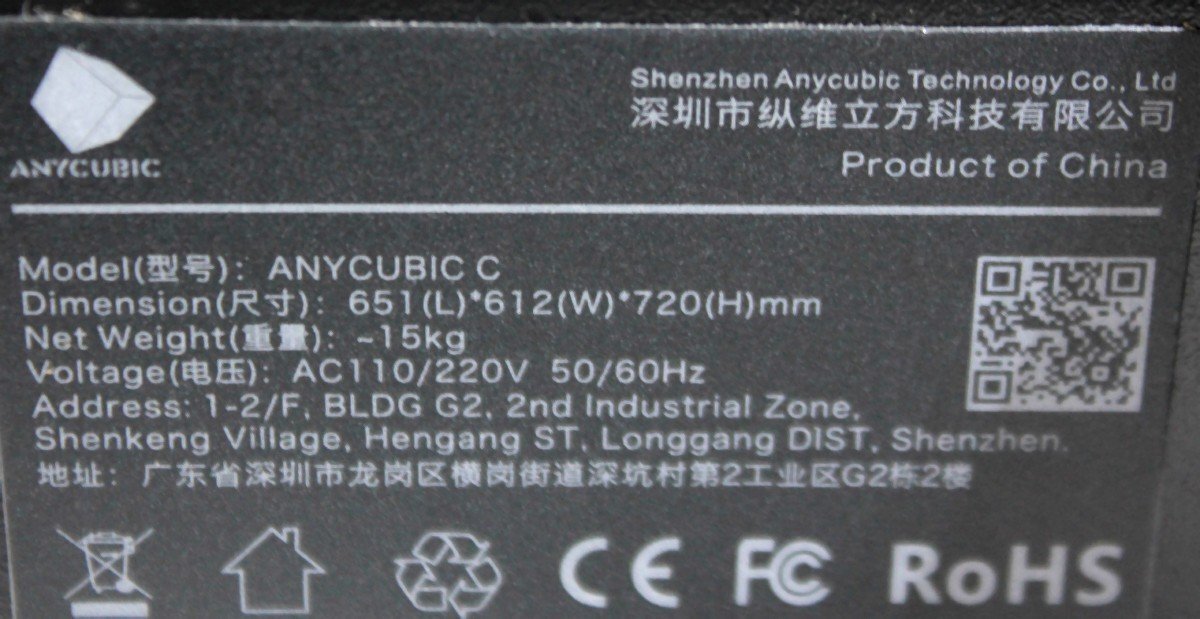 ANYCUBIC
Shenzhen Anycubic Technology Co., Ltd
深圳市纵维立方科技有限公司
Product of China
Model(型号): ANYCUBIC C
Dimension(尺寸): 651(L)*612(W)*720(H)mm
Net Weight(重量): ~15kg
Voltage(电压): AC110/220V 50/60Hz
Address: 1-2/F, BLDG G2, 2nd Industrial Zone,
Shenkeng Village, Hengang ST, Longgang DIST, Shenzhen.
地址: 广东省深圳市龙岗区横岗街道深坑村第2工业区G2栋2楼
CE FC RoHS